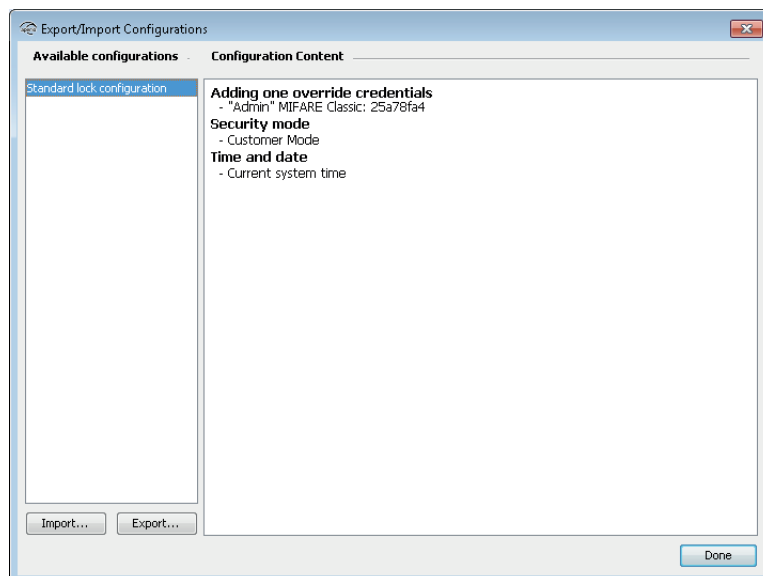 Export/Import Configurations
Available configurations
Configuration Content
Standard lock configuration
Adding one override credentials
- "Admin" MIFARE Classic: 25a78fa4
Security mode
- Customer Mode
Time and date
- Current system time
Import...
Export...
Done